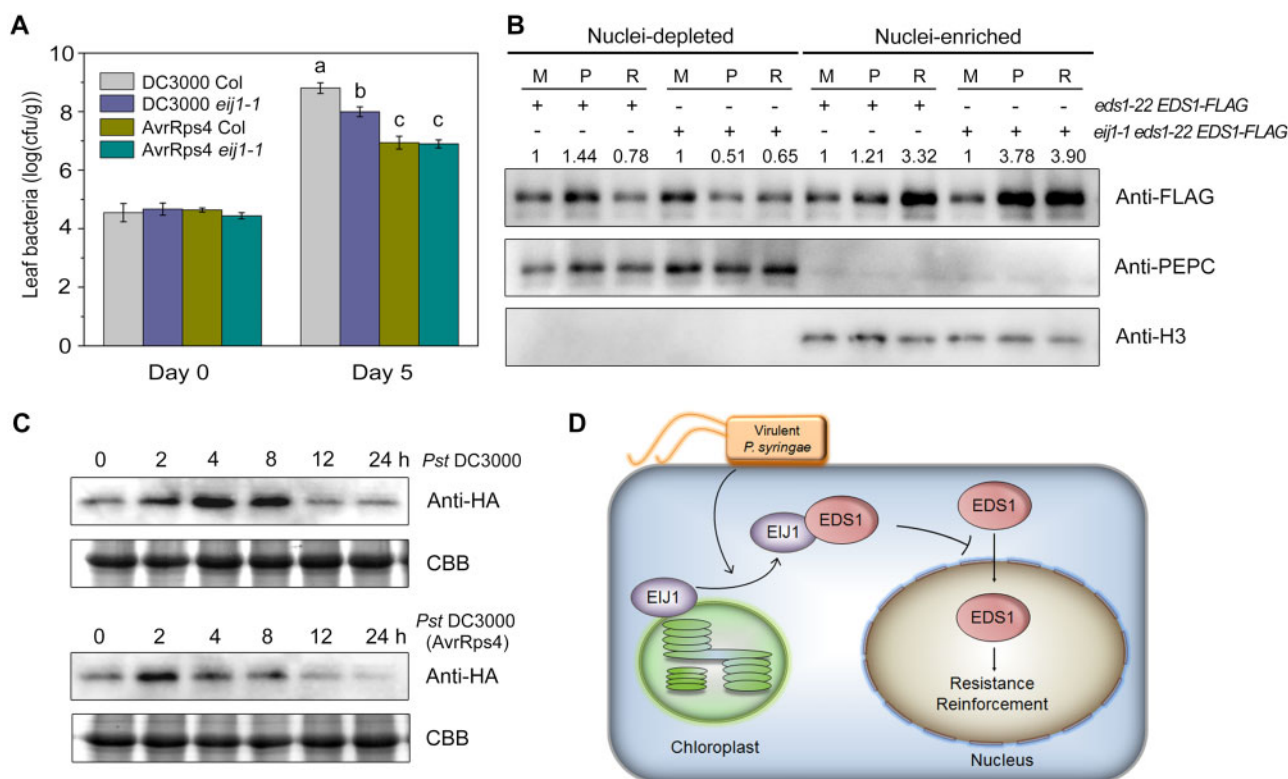 A
10
8
6
4
2
0
Leaf bacteria (log(cfu/g))
DC3000 Col
DC3000 eij1-1
AvrRps4 Col
AvrRps4 eij1-1
a
b
c
c
Day 0
Day 5
B
Nuclei-depleted
Nuclei-enriched
M P R M P R M P R M P R
+ + + - - - + + + - - - eds1-22 EDS1-FLAG
- - - + + + - - - + + + eij1-1 eds1-22 EDS1-FLAG
1 1.44 0.78 1 0.51 0.65 1 1.21 3.32 1 3.78 3.90
Anti-FLAG
Anti-PEPC
Anti-H3
C
0 2 4 8 12 24 h Pst DC3000
Anti-HA
CBB
Pst DC3000
0 2 4 8 12 24 h (AvrRps4)
Anti-HA
CBB
D
Virulent
P. syringae
EIJ1
EDS1
EDS1
EIJ1
EDS1
Resistance
Reinforcement
Chloroplast
Nucleus